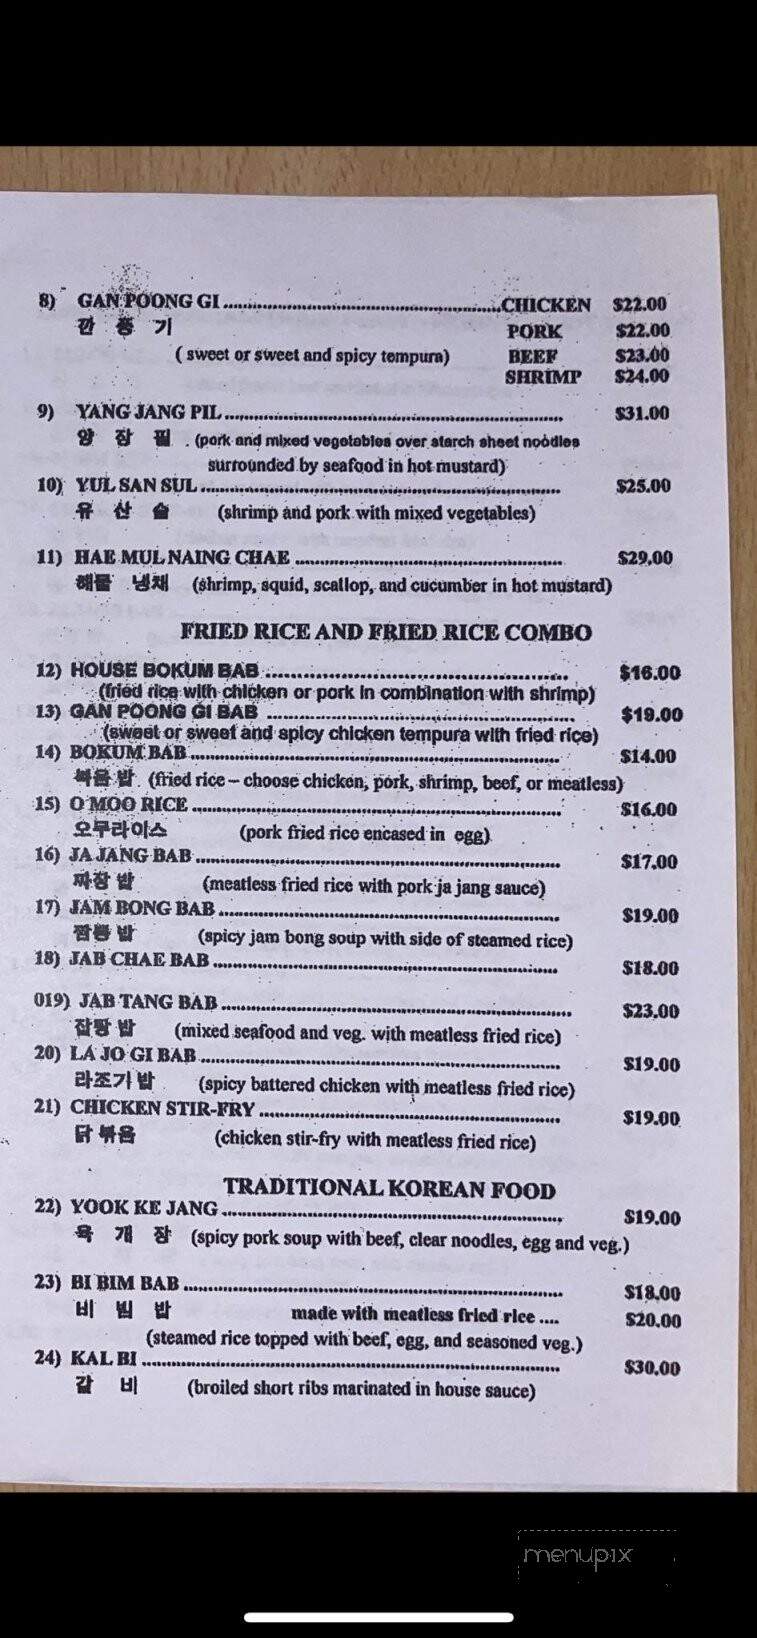 8) GAN POONG GI ........ CHICKEN $22.00
깐 풍 기 PORK $22.00
( sweet or sweet and spicy tempura) BEEF $23.00
SHRIMP $24.00
9) YANG JANG PIL ........ $31.00
양 장 필 (pork and mixed vegetables over starch sheet noodles
surrounded by seafood in hot mustard)
10) YUL SAN SUL ........ $25.00
유 산 슬 (shrimp and pork with mixed vegetables)
11) HAE MUL NAING CHAE ........ $29.00
해물 냉채 (shrimp, squid, scallop, and cucumber in hot mustard)
FRIED RICE AND FRIED RICE COMBO
12) HOUSE BOKUM BAB ........ $16.00
(fried rice with chicken or pork in combination with shrimp)
13) GAN POONG GI BAB ........ $19.00
(sweet or sweet and spicy chicken tempura with fried rice)
14) BOKUM BAB ........ $14.00
볶음 밥 (fried rice – choose chicken, pork, shrimp, beef, or meatless)
15) O MOO RICE ........ $16.00
오무라이스 (pork fried rice encased in egg)
16) JA JANG BAB ........ $17.00
짜장 밥 (meatless fried rice with pork ja jang sauce)
17) JAM BONG BAB ........ $19.00
짬뽕 밥 (spicy jam bong soup with side of steamed rice)
18) JAB CHAE BAB ........ $18.00
019) JAB TANG BAB ........ $23.00
잡탕 밥 (mixed seafood and veg. with meatless fried rice)
20) LA JO GI BAB ........ $19.00
라조기 밥 (spicy battered chicken with meatless fried rice)
21) CHICKEN STIR-FRY ........ $19.00
닭 볶음 (chicken stir-fry with meatless fried rice)
TRADITIONAL KOREAN FOOD
22) YOOK KE JANG ........ $19.00
육 개 장 (spicy pork soup with beef, clear noodles, egg and veg.)
23) BI BIM BAB ........ $18.00
비 빔 밥 made with meatless fried rice .... $20.00
(steamed rice topped with beef, egg, and seasoned veg.)
24) KAL BI ........ $30.00
갈 비 (broiled short ribs marinated in house sauce)
menupix